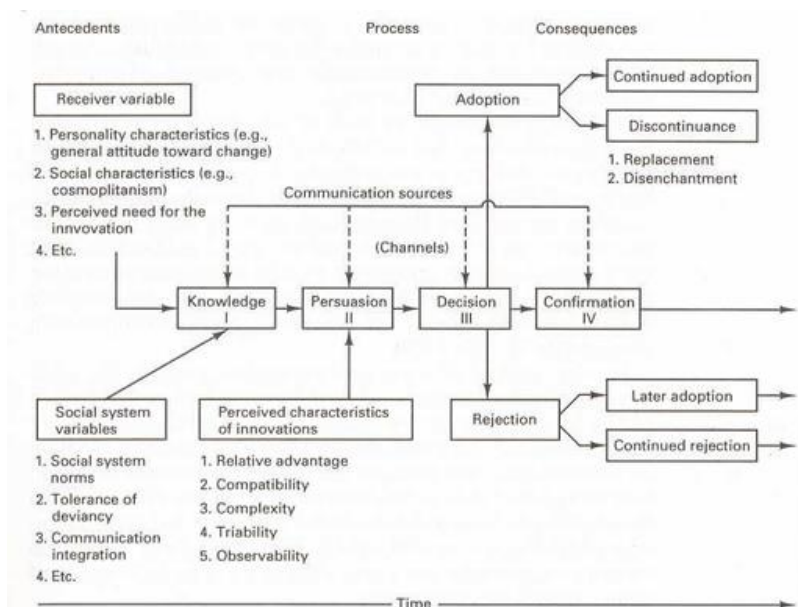 Antecedents
Process
Consequences
Receiver variable
1. Personality characteristics (e.g.,
general attitude toward change)
2. Social characteristics (e.g.,
cosmoplitanism)
3. Perceived need for the
innvovation
4. Etc.
Adoption
Continued adoption
Discontinuance
1. Replacement
2. Disenchantment
Communication sources
(Channels)
Knowledge
I
Persuasion
II
Decision
III
Confirmation
IV
Social system
variables
1. Social system
norms
2. Tolerance of
deviancy
3. Communication
integration
4. Etc.
Perceived characteristics
of innovations
1. Relative advantage
2. Compatibility
3. Complexity
4. Triability
5. Observability
Rejection
Later adoption
Continued rejection
Time